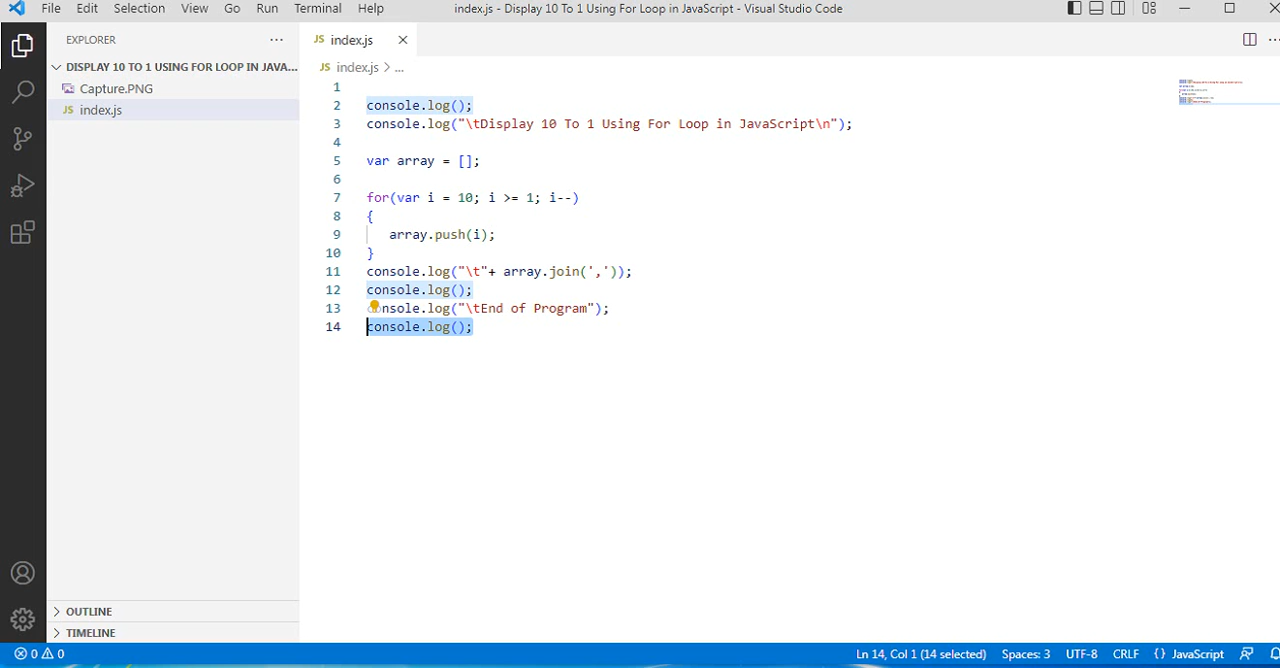 File Edit Selection View Go Run Terminal Help index.js - Display 10 To 1 Using For Loop in JavaScript - Visual Studio Code
EXPLORER ...
DISPLAY 10 TO 1 USING FOR LOOP IN JAVA...
Capture.PNG
JS index.js
JS index.js
JS index.js > ...
1
2 console.log();
3 console.log("\tDisplay 10 To 1 Using For Loop in JavaScript\n");
4
5 var array = [];
6
7 for(var i = 10; i >= 1; i--)
8 {
9 array.push(i);
10 }
11 console.log("\t"+ array.join(','));
12 console.log();
13 nsole.log("\tEnd of Program");
14 console.log();
OUTLINE
TIMELINE
0 0 Ln 14, Col 1 (14 selected) Spaces: 3 UTF-8 CRLF {} JavaScript